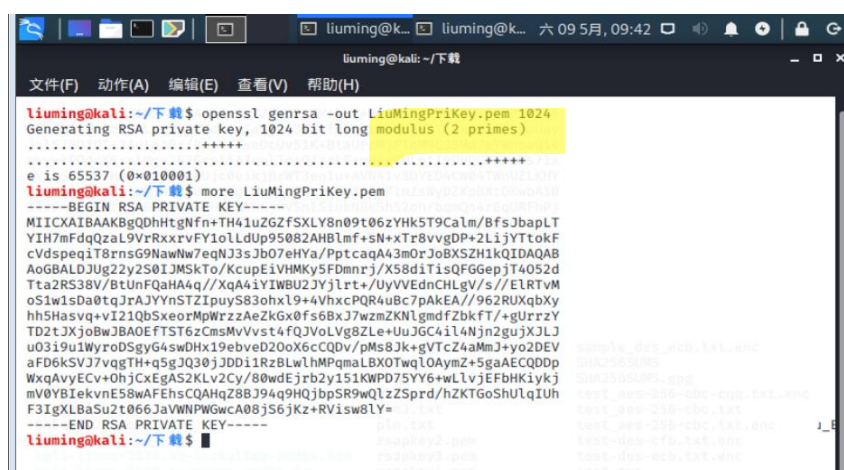 liuming@k... liuming@k... 六 09 5月, 09:42
liuming@kali: ~/下载
文件(F) 动作(A) 编辑(E) 查看(V) 帮助(H)
liuming@kali:~/下载$ openssl genrsa -out LiuMingPriKey.pem 1024
Generating RSA private key, 1024 bit long modulus (2 primes)
..............+++++
...............................................................+++++
e is 65537 (0×010001)
liuming@kali:~/下载$ more LiuMingPriKey.pem
-----BEGIN RSA PRIVATE KEY-----
MIICXAIBAAKBgQDhHtgNfn+TH41uZGZfSXLY8n09t06zYHk5T9Calm/BfsJbapLT
YIH7mFdqQzaL9VrRxxrvFY1olLdUp95082AHBlmf+sN+xTr8vvgDP+2LijYTtokF
cVdspeqiT8rnsG9NawNw7eqNJ3sJbO7eHYa/PptcaqA43mOrJoBXSZH1kQIDAQAB
AoGBALDJUg22y2S0IJMSkTo/KcupEiVHMKy5FDmnrj/X58diTisQFGGepjT4O52d
Tta2RS38V/BtUnFQaHA4q//XqA4iYIWBU2JYjlrt+/UyVVEdnCHLgV/s//ElRTvM
oS1w1sDa0tqJrAJYYnSTZIpuyS83ohxl9+4VhxcPQR4uBc7pAkEA//962RUXqbXy
hh5Hasvq+vI21QbSxeorMpWrzzAeZkGx0fs6BxJ7wzmZKNlgmdfZbkfT/+gUrrzY
TD2tJXjoBwJBAOEfTST6zCmsMvVvst4fQJVoLVg8ZLe+UuJGC4il4Njn2gujXJLJ
uO3i9u1WyroDSgyG4swDHx19ebveD2OoX6cCQDv/pMs8Jk+gVTcZ4aMmJ+yo2DEV
aFD6kSVJ7vqgTH+q5gJQ30jJDDi1RzBLwlhMPqmaLBXOTwqlOAymZ+5gaAECQDDp
WxqAvyECv+OhjCxEgAS2KLv2Cy/80wdEjrb2y151KWPD75YY6+wLlvjEFbHKiykj
mV0YBIekvnE58wAFEhsCQAHqZ8BJ94q9HQjbpSR9wQlzZSprd/hZKTGoShUlqIUh
F3IgXLBaSu2t066JaVWNPWGwcA08jS6jKz+RVisw8lY=
-----END RSA PRIVATE KEY-----
liuming@kali:~/下载$